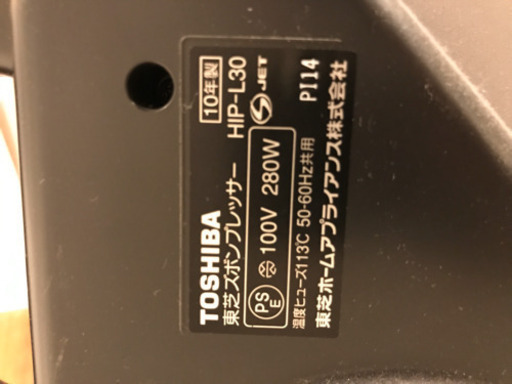 TOSHIBA 10年製
東芝ズボンプレッサー HIP-L30
PS E 100V 280W S JET
温度ヒューズ113℃ 50-60Hz共用 PI14
東芝ホームアプライアンス株式会社